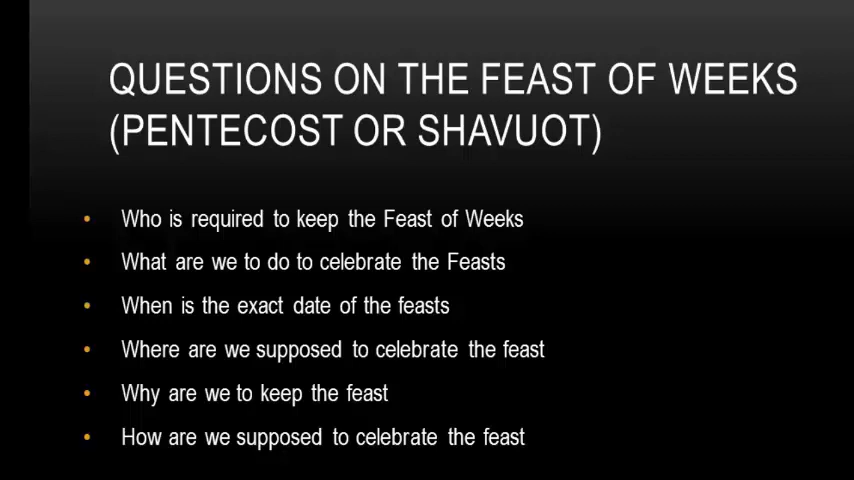 QUESTIONS ON THE FEAST OF WEEKS
(PENTECOST OR SHAVUOT)
• Who is required to keep the Feast of Weeks
• What are we to do to celebrate the Feasts
• When is the exact date of the feasts
• Where are we supposed to celebrate the feast
• Why are we to keep the feast
• How are we supposed to celebrate the feast